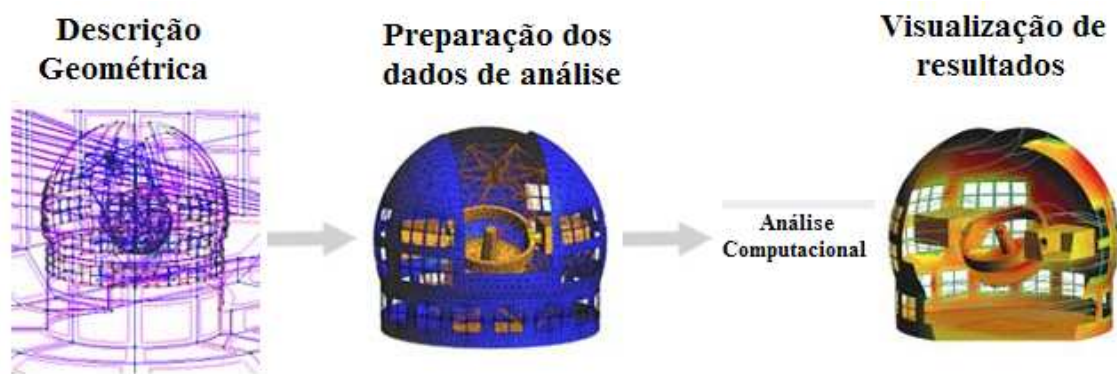 Descrição
Geométrica
Preparação dos
dados de análise
Análise
Computacional
Visualização de
resultados